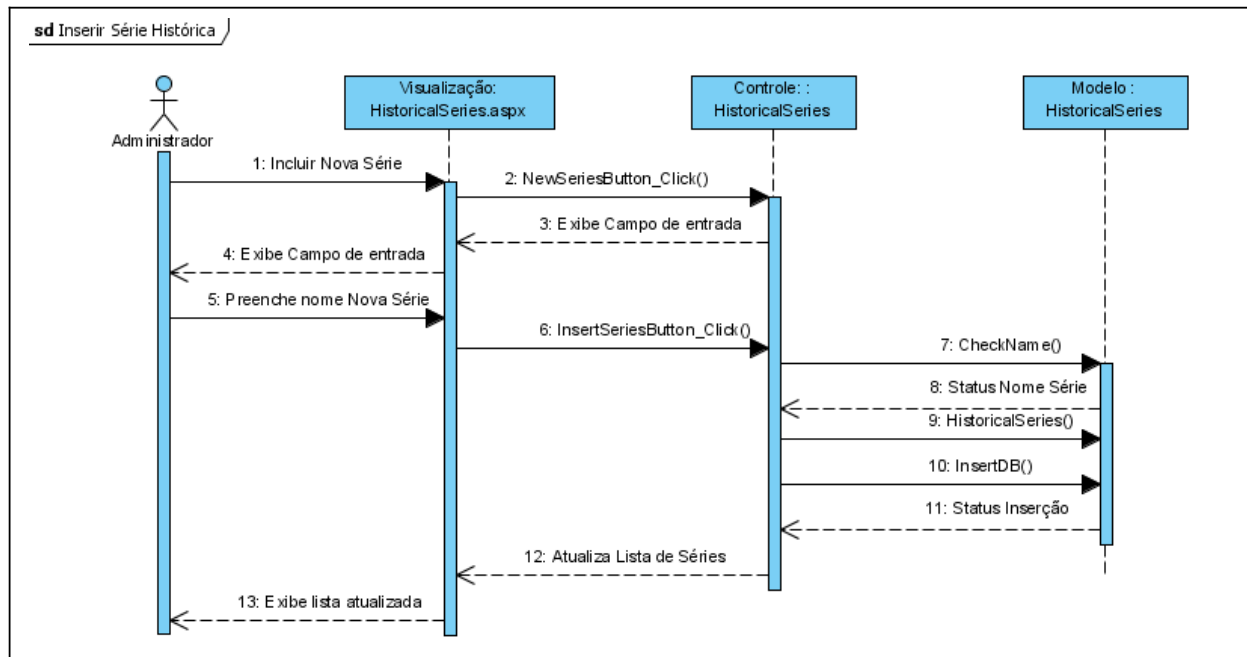 sd Inserir Série Histórica
Administrador
Visualização:
HistoricalSeries.aspx
Controle: :
HistoricalSeries
Modelo :
HistoricalSeries
1: Incluir Nova Série
2: NewSeriesButton_Click()
3: Exibe Campo de entrada
4: Exibe Campo de entrada
5: Preenche nome Nova Série
6: InsertSeriesButton_Click()
7: CheckName()
8: Status Nome Série
9: HistoricalSeries()
10: InsertDB()
11: Status Inserção
12: Atualiza Lista de Séries
13: Exibe lista atualizada